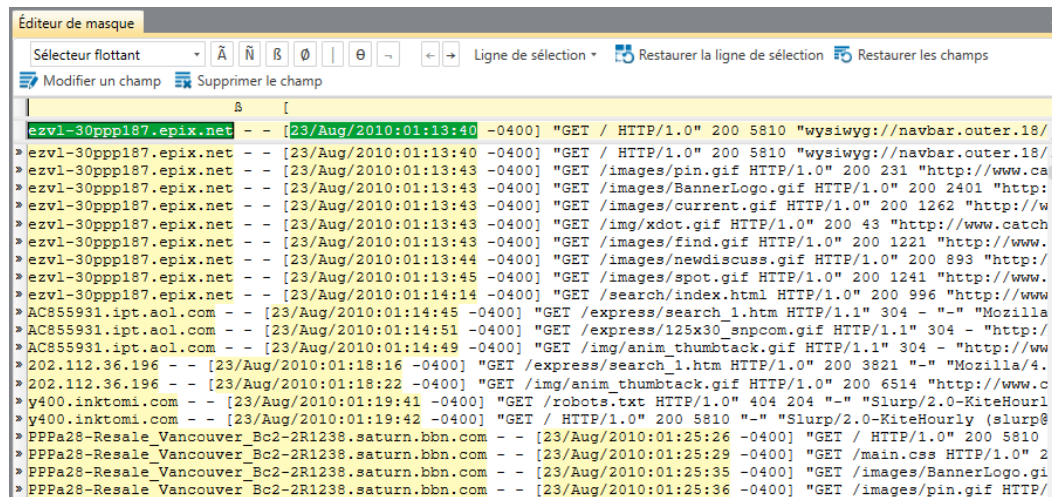 Éditeur de masque
Sélecteur flottant Ã Ñ ß Ø | θ ¬ ← → Ligne de sélection Restaurer la ligne de sélection Restaurer les champs
Modifier un champ Supprimer le champ
ß [
ezvl-30ppp187.epix.net - - [23/Aug/2010:01:13:40 -0400] "GET / HTTP/1.0" 200 5810 "wysiwyg://navbar.outer.18/
» ezvl-30ppp187.epix.net - - [23/Aug/2010:01:13:40 -0400] "GET / HTTP/1.0" 200 5810 "wysiwyg://navbar.outer.18/
» ezvl-30ppp187.epix.net - - [23/Aug/2010:01:13:43 -0400] "GET /images/pin.gif HTTP/1.0" 200 231 "http://www.ca
» ezvl-30ppp187.epix.net - - [23/Aug/2010:01:13:43 -0400] "GET /images/BannerLogo.gif HTTP/1.0" 200 2401 "http:
» ezvl-30ppp187.epix.net - - [23/Aug/2010:01:13:43 -0400] "GET /images/current.gif HTTP/1.0" 200 1262 "http://w
» ezvl-30ppp187.epix.net - - [23/Aug/2010:01:13:43 -0400] "GET /img/xdot.gif HTTP/1.0" 200 43 "http://www.catch
» ezvl-30ppp187.epix.net - - [23/Aug/2010:01:13:43 -0400] "GET /images/find.gif HTTP/1.0" 200 1221 "http://www.
» ezvl-30ppp187.epix.net - - [23/Aug/2010:01:13:44 -0400] "GET /images/newdiscuss.gif HTTP/1.0" 200 893 "http:/
» ezvl-30ppp187.epix.net - - [23/Aug/2010:01:13:45 -0400] "GET /images/spot.gif HTTP/1.0" 200 1241 "http://www.
» ezvl-30ppp187.epix.net - - [23/Aug/2010:01:14:14 -0400] "GET /search/index.html HTTP/1.0" 200 996 "http://www
» AC855931.ipt.aol.com - - [23/Aug/2010:01:14:45 -0400] "GET /express/search_1.htm HTTP/1.1" 304 - "-" "Mozilla
» AC855931.ipt.aol.com - - [23/Aug/2010:01:14:51 -0400] "GET /express/125x30_snpcom.gif HTTP/1.1" 304 - "http:/
» AC855931.ipt.aol.com - - [23/Aug/2010:01:14:49 -0400] "GET /img/anim_thumbtack.gif HTTP/1.1" 304 - "http://ww
» 202.112.36.196 - - [23/Aug/2010:01:18:16 -0400] "GET /express/search_1.htm HTTP/1.0" 200 3821 "-" "Mozilla/4.
» 202.112.36.196 - - [23/Aug/2010:01:18:22 -0400] "GET /img/anim_thumbtack.gif HTTP/1.0" 200 6514 "http://www.c
» y400.inktomi.com - - [23/Aug/2010:01:19:41 -0400] "GET /robots.txt HTTP/1.0" 404 204 "-" "Slurp/2.0-KiteHourl
» y400.inktomi.com - - [23/Aug/2010:01:19:42 -0400] "GET / HTTP/1.0" 200 5810 "-" "Slurp/2.0-KiteHourly (slurp@
» PPPa28-Resale_Vancouver_Bc2-2R1238.saturn.bbn.com - - [23/Aug/2010:01:25:26 -0400] "GET / HTTP/1.0" 200 5810
» PPPa28-Resale_Vancouver_Bc2-2R1238.saturn.bbn.com - - [23/Aug/2010:01:25:29 -0400] "GET /main.css HTTP/1.0" 2
» PPPa28-Resale_Vancouver_Bc2-2R1238.saturn.bbn.com - - [23/Aug/2010:01:25:35 -0400] "GET /images/BannerLogo.gi
» PPPa28-Resale_Vancouver_Bc2-2R1238.saturn.bbn.com - - [23/Aug/2010:01:25:36 -0400] "GET /images/pin.gif HTTP/